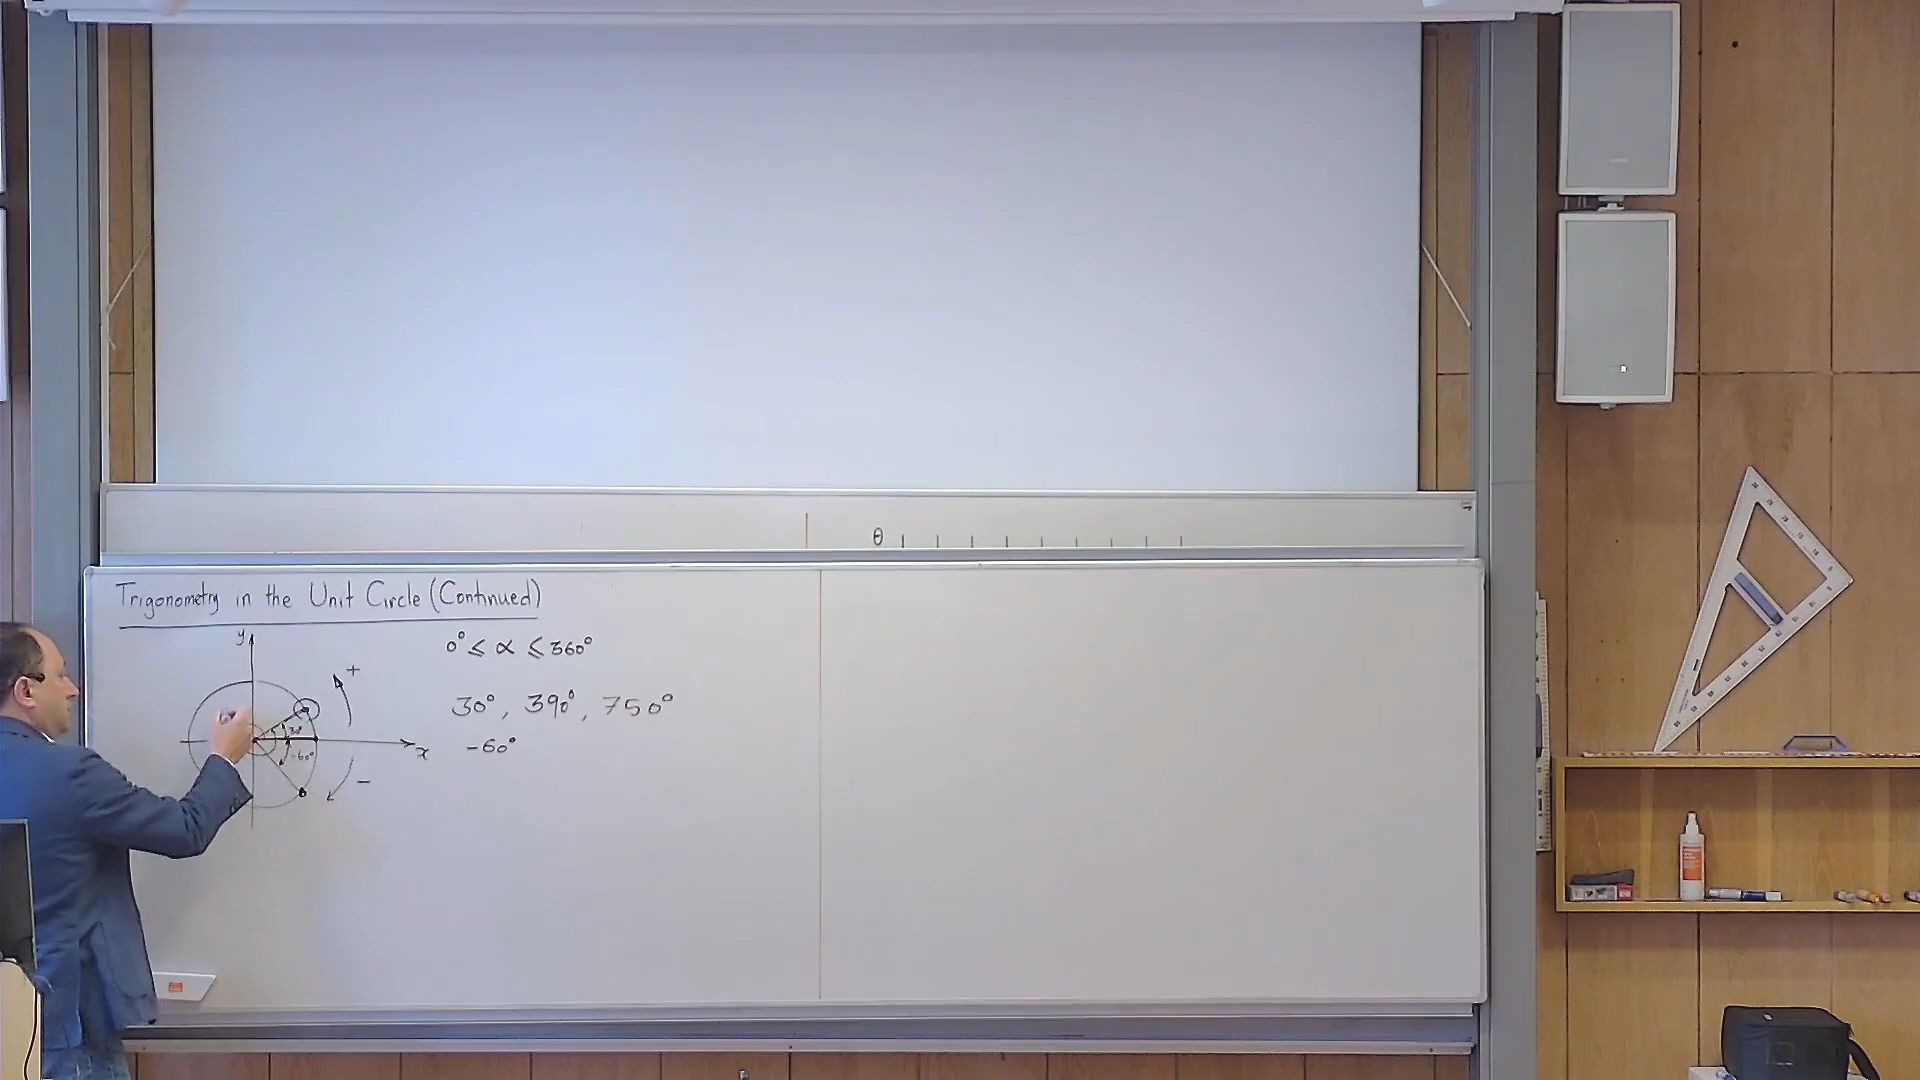 θ
Trigonometry in the Unit Circle (Continued)
y
0° ≤ α ≤ 360°
+
30°, 390°, 750°
30°
x
-60°
-60°
−